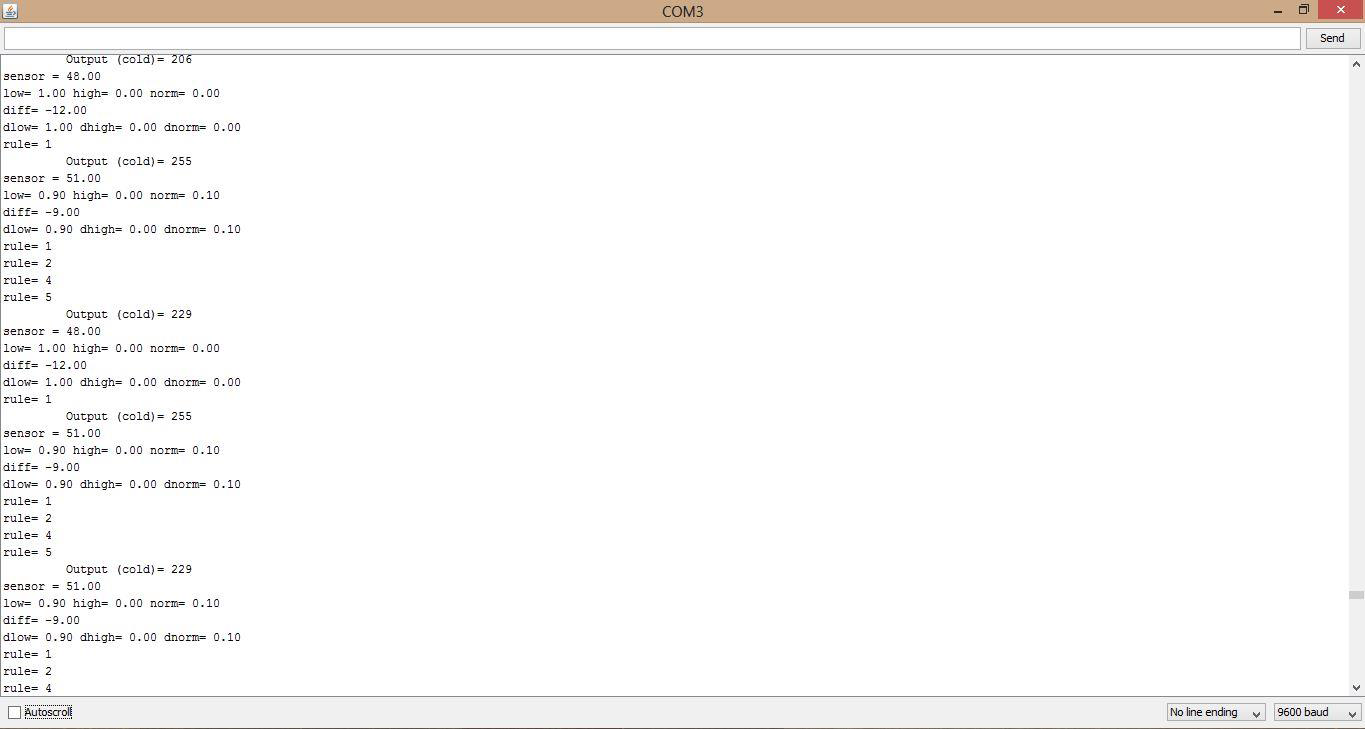 COM3
Send
Output (cold)= 206
sensor = 48.00
low= 1.00 high= 0.00 norm= 0.00
diff= -12.00
dlow= 1.00 dhigh= 0.00 dnorm= 0.00
rule= 1
Output (cold)= 255
sensor = 51.00
low= 0.90 high= 0.00 norm= 0.10
diff= -9.00
dlow= 0.90 dhigh= 0.00 dnorm= 0.10
rule= 1
rule= 2
rule= 4
rule= 5
Output (cold)= 229
sensor = 48.00
low= 1.00 high= 0.00 norm= 0.00
diff= -12.00
dlow= 1.00 dhigh= 0.00 dnorm= 0.00
rule= 1
Output (cold)= 255
sensor = 51.00
low= 0.90 high= 0.00 norm= 0.10
diff= -9.00
dlow= 0.90 dhigh= 0.00 dnorm= 0.10
rule= 1
rule= 2
rule= 4
rule= 5
Output (cold)= 229
sensor = 51.00
low= 0.90 high= 0.00 norm= 0.10
diff= -9.00
dlow= 0.90 dhigh= 0.00 dnorm= 0.10
rule= 1
rule= 2
rule= 4
Autoscroll
No line ending
9600 baud